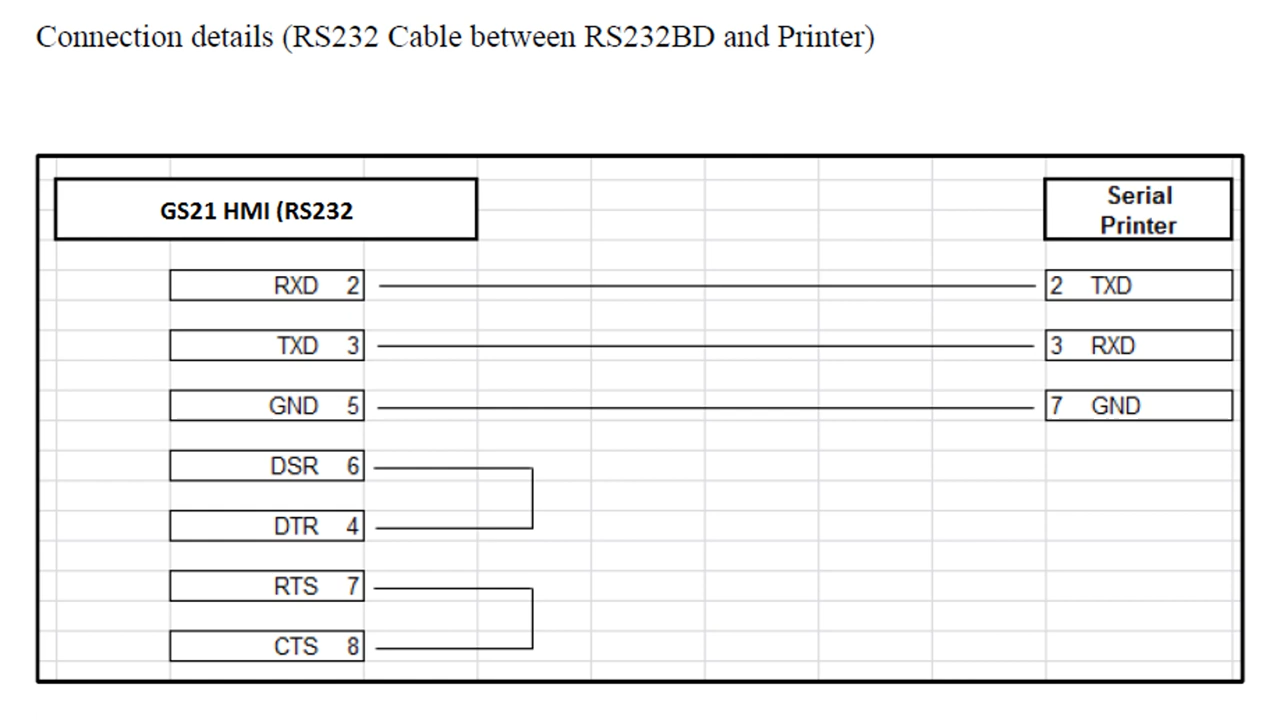 Connection details (RS232 Cable between RS232BD and Printer)
GS21 HMI (RS232
Serial
Printer
RXD 2
2 TXD
TXD 3
3 RXD
GND 5
7 GND
DSR 6
DTR 4
RTS 7
CTS 8